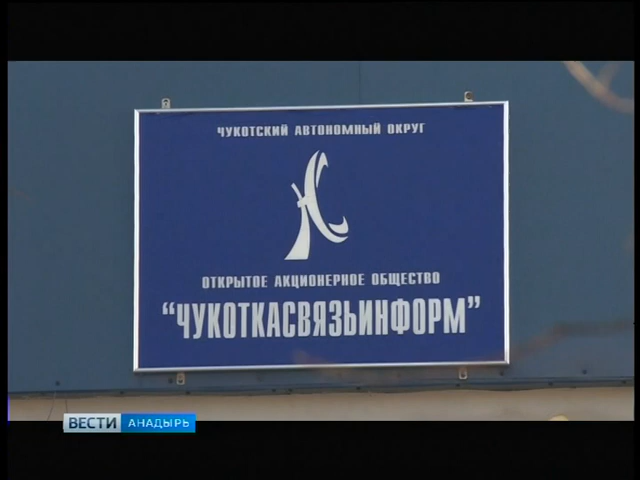 ЧУКОТСКИЙ АВТОНОМНЫЙ ОКРУГ
ОТКРЫТОЕ АКЦИОНЕРНОЕ ОБЩЕСТВО
"ЧУКОТКАСВЯЗЬИНФОРМ"
ВЕСТИ АНАДЫРЬ